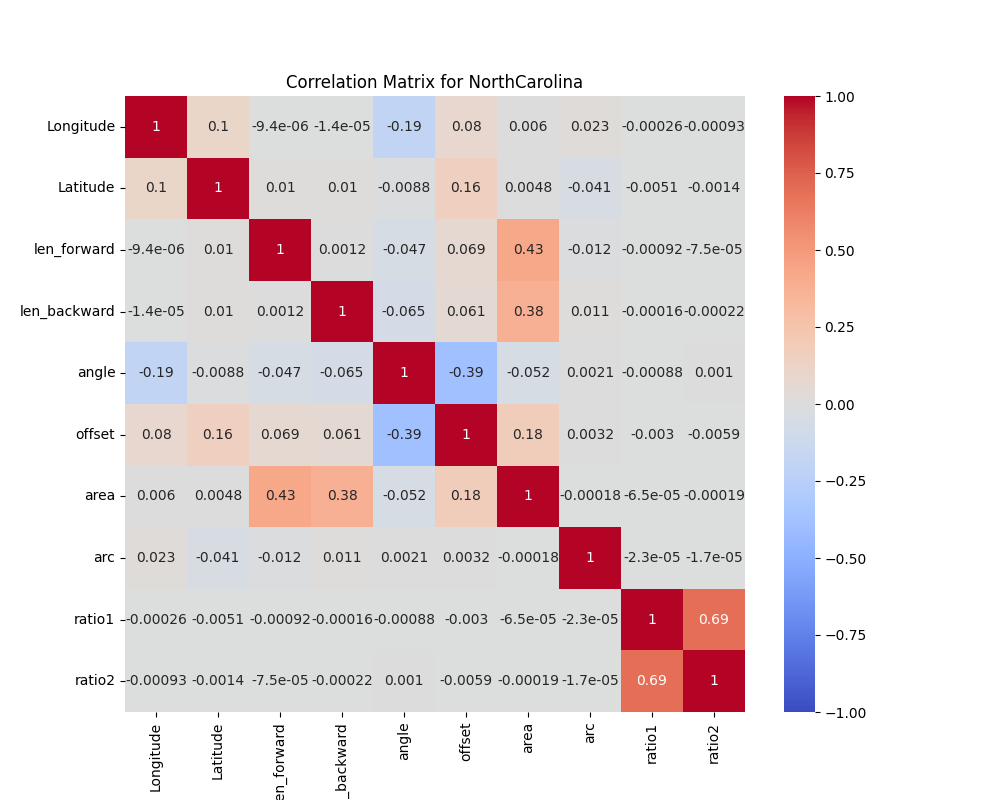 Correlation Matrix for NorthCarolina
Longitude 1 0.1 -9.4e-06 -1.4e-05 -0.19 0.08 0.006 0.023 -0.00026 -0.00093
Latitude 0.1 1 0.01 0.01 -0.0088 0.16 0.0048 -0.041 -0.0051 -0.0014
len_forward -9.4e-06 0.01 1 0.0012 -0.047 0.069 0.43 -0.012 -0.00092 -7.5e-05
len_backward -1.4e-05 0.01 0.0012 1 -0.065 0.061 0.38 0.011 -0.00016 -0.00022
angle -0.19 -0.0088 -0.047 -0.065 1 -0.39 -0.052 0.0021 -0.00088 0.001
offset 0.08 0.16 0.069 0.061 -0.39 1 0.18 0.0032 -0.003 -0.0059
area 0.006 0.0048 0.43 0.38 -0.052 0.18 1 -0.00018 -6.5e-05 -0.00019
arc 0.023 -0.041 -0.012 0.011 0.0021 0.0032 -0.00018 1 -2.3e-05 -1.7e-05
ratio1 -0.00026 -0.0051 -0.00092 -0.00016 -0.00088 -0.003 -6.5e-05 -2.3e-05 1 0.69
ratio2 -0.00093 -0.0014 -7.5e-05 -0.00022 0.001 -0.0059 -0.00019 -1.7e-05 0.69 1
Longitude
Latitude
en_forward
_backward
angle
offset
area
arc
ratio1
ratio2
1.00
0.75
0.50
0.25
0.00
−0.25
−0.50
−0.75
−1.00